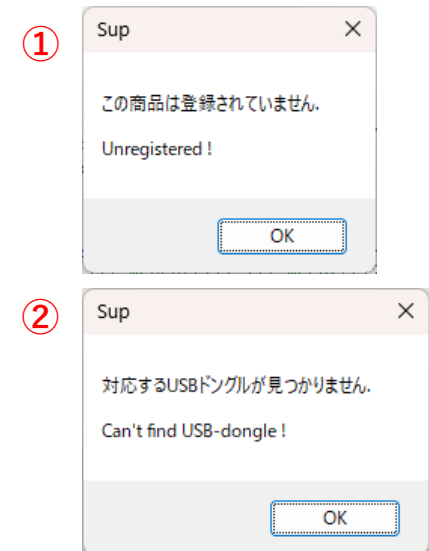 ①
Sup
この商品は登録されていません.
Unregistered !
OK
②
Sup
対応するUSBドングルが見つかりません.
Can't find USB-dongle !
OK